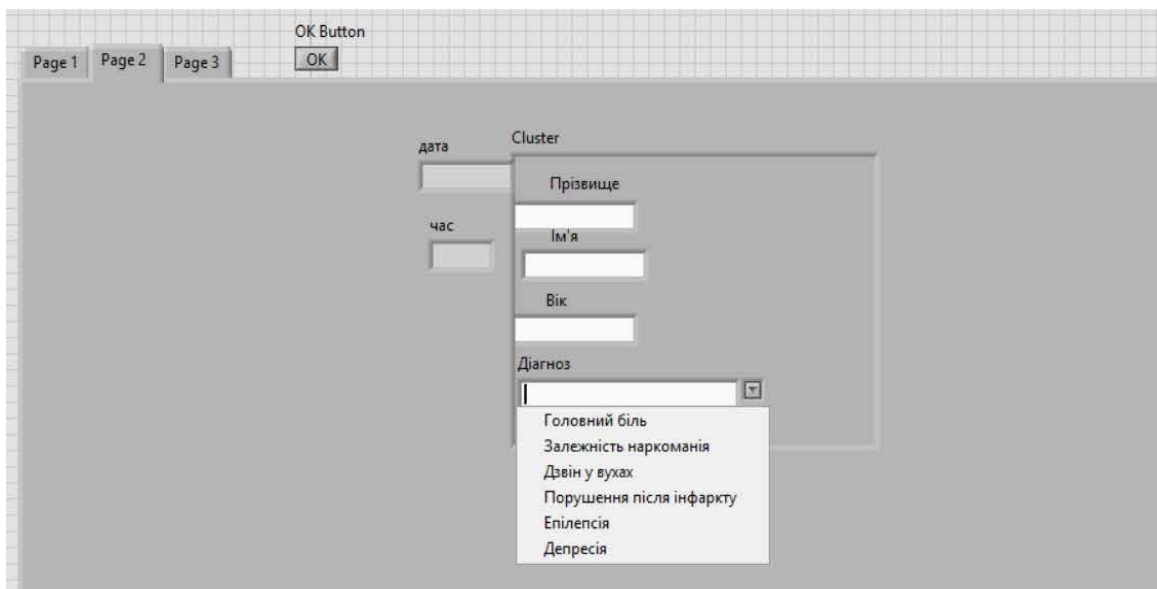 OK Button
OK
Page 1
Page 2
Page 3
дата
час
Cluster
Прізвище
Ім'я
Вік
Діагноз
Головний біль
Залежність наркоманія
Дзвін у вухах
Порушення після інфаркту
Епілепсія
Депресія